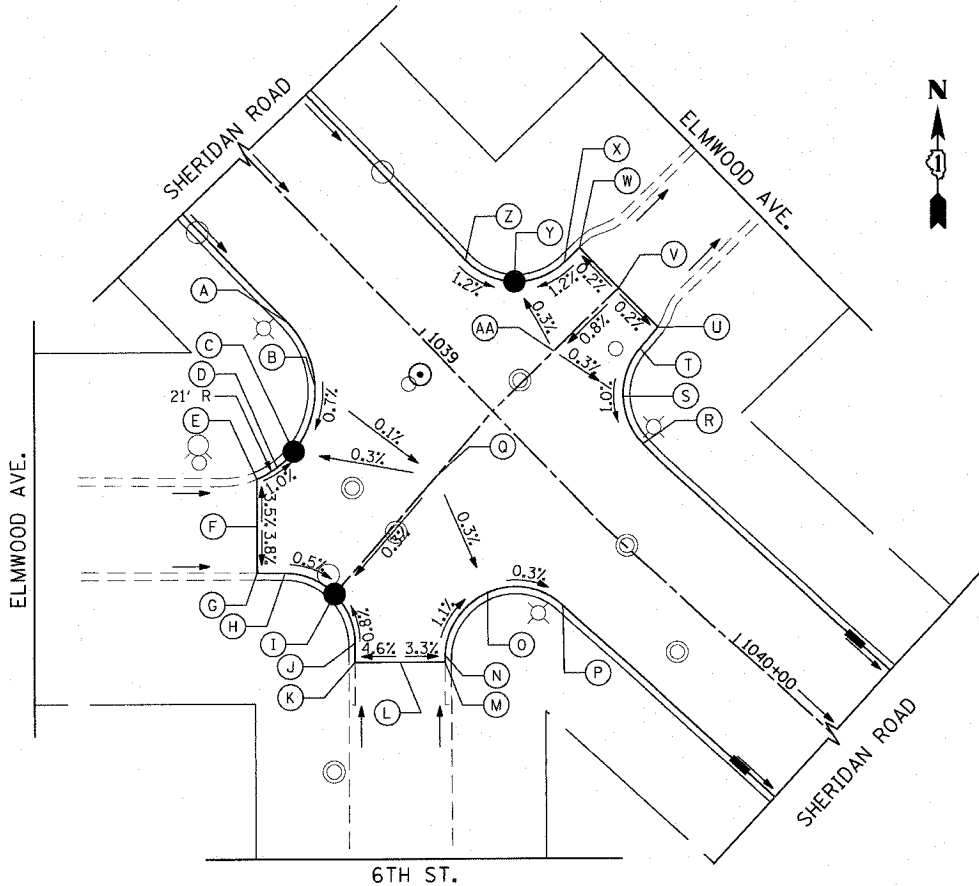 SHERIDAN ROAD
ELMWOOD AVE.
N
1
X
W
Z
Y
V
1.2%
1.2%
0.2%
0.2%
0.3%
0.8%
AA
0.3%
U
T
1.0%
S
R
A
C
B
D
21' R
E
0.7%
1039
0.1%
0.3%
Q
1.0%
3.5%
3.8%
F
0.3%
0.3%
0.5%
0.3%
ELMWOOD AVE.
G
H
I
J
K
0.8%
4.6%
3.3%
1.1%
L
M
N
O
P
1040+00
SHERIDAN ROAD
6TH ST.